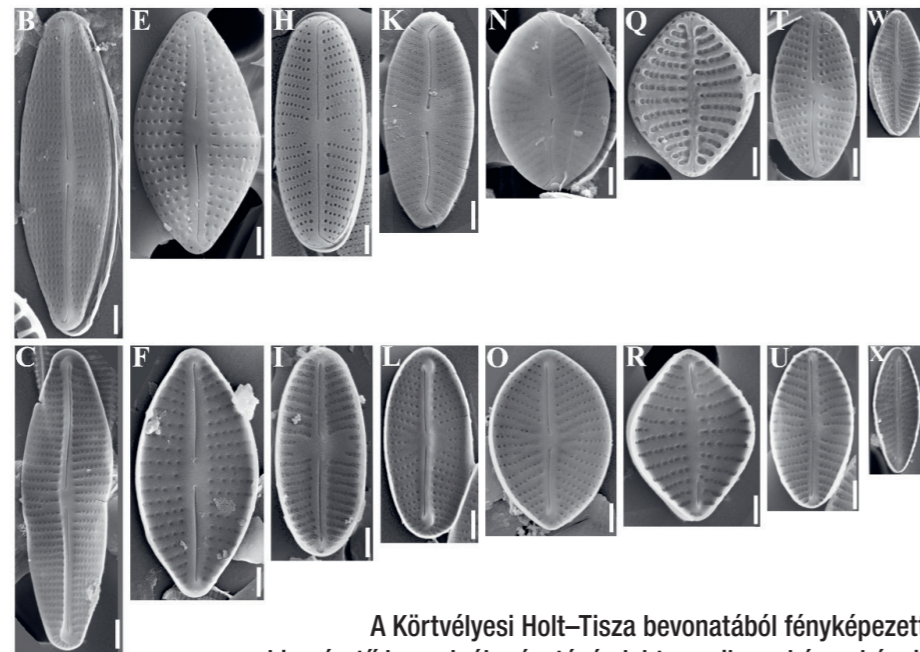 B E H K N Q T W
C F I L O R U X
A Körtvélyesi Holt–Tisza bevonatából fényképezett